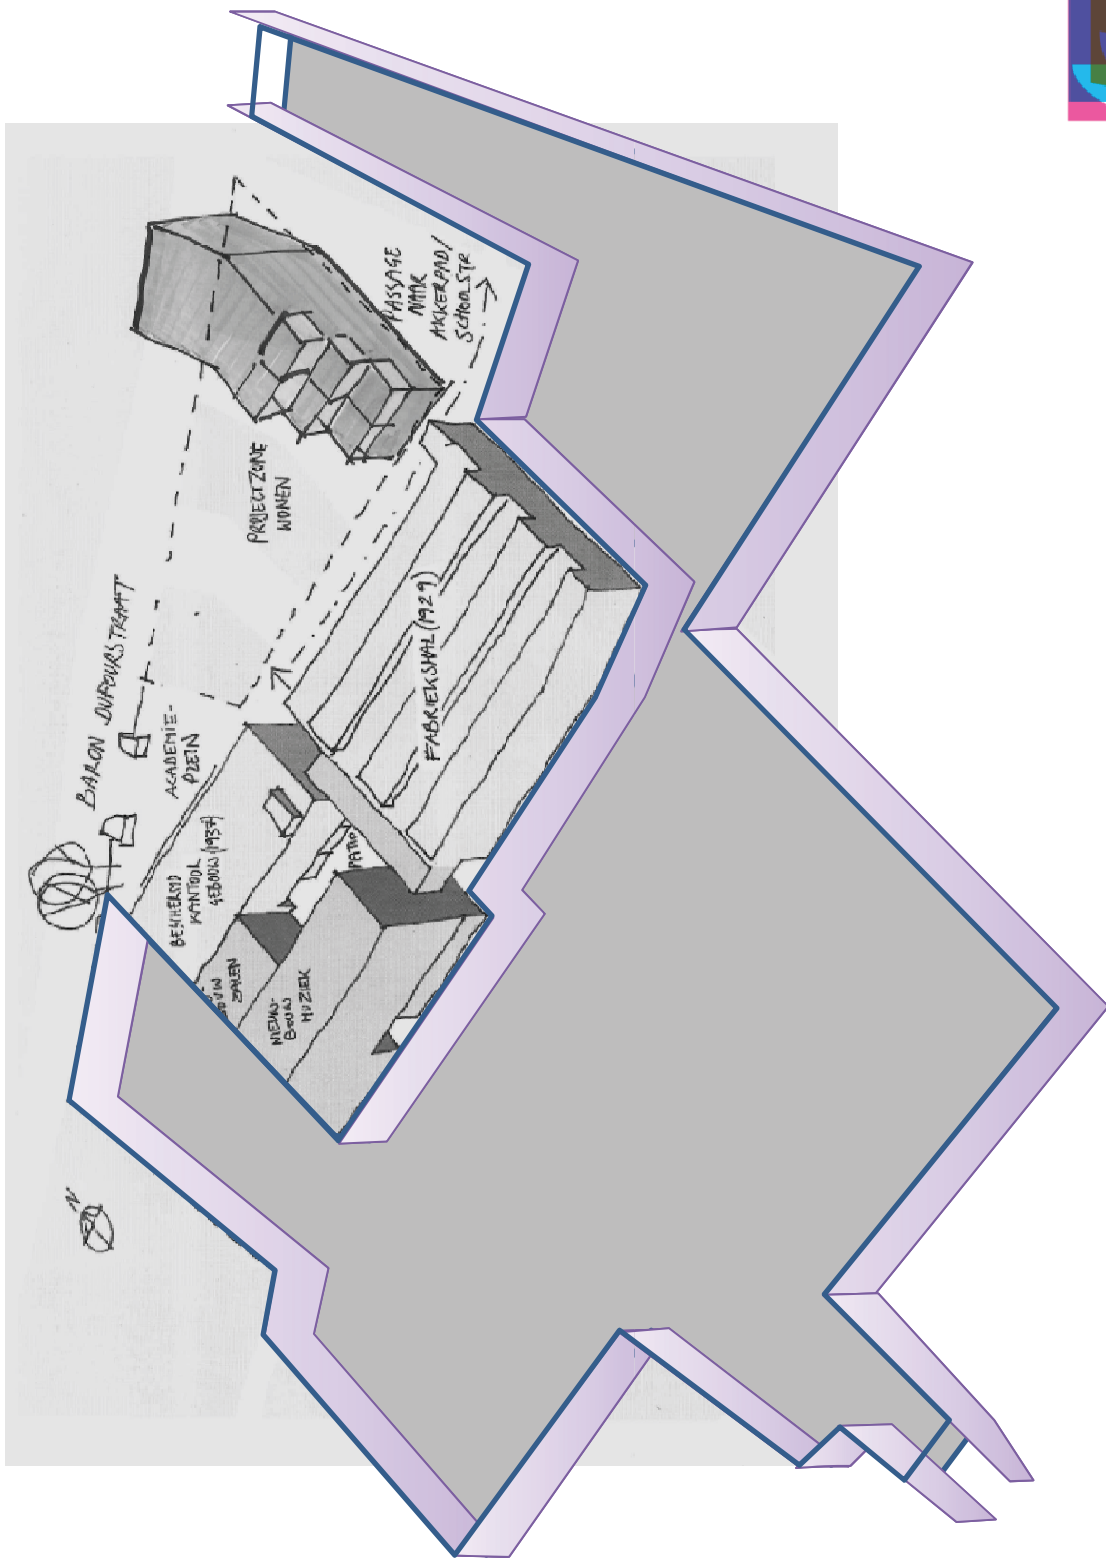 BARON DUFOURSTRAAT
ACADEMIE-
PLEIN
BESCHERMD
KANTOOR
GEBOUW (1937)
ZALEN
NIEUW-
BOUW
MUZIEK
PATIO
FABRIEKSHAL (1929)
PROJECTZONE
WONEN
PASSAGE
NAAR
AKKERPAD/
SCHOOLSTR
N